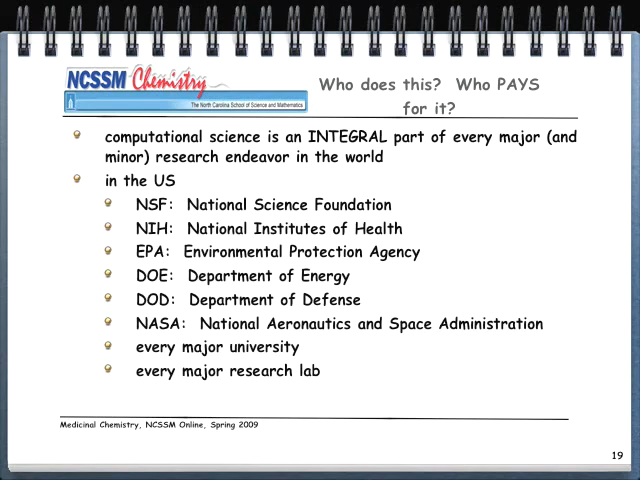 NCSSM Chemistry
The North Carolina School of Science and Mathematics
Who does this?  Who PAYS
for it?
computational science is an INTEGRAL part of every major (and
minor) research endeavor in the world
in the US
NSF:  National Science Foundation
NIH:  National Institutes of Health
EPA:  Environmental Protection Agency
DOE:  Department of Energy
DOD:  Department of Defense
NASA:  National Aeronautics and Space Administration
every major university
every major research lab
Medicinal Chemistry, NCSSM Online, Spring 2009
19